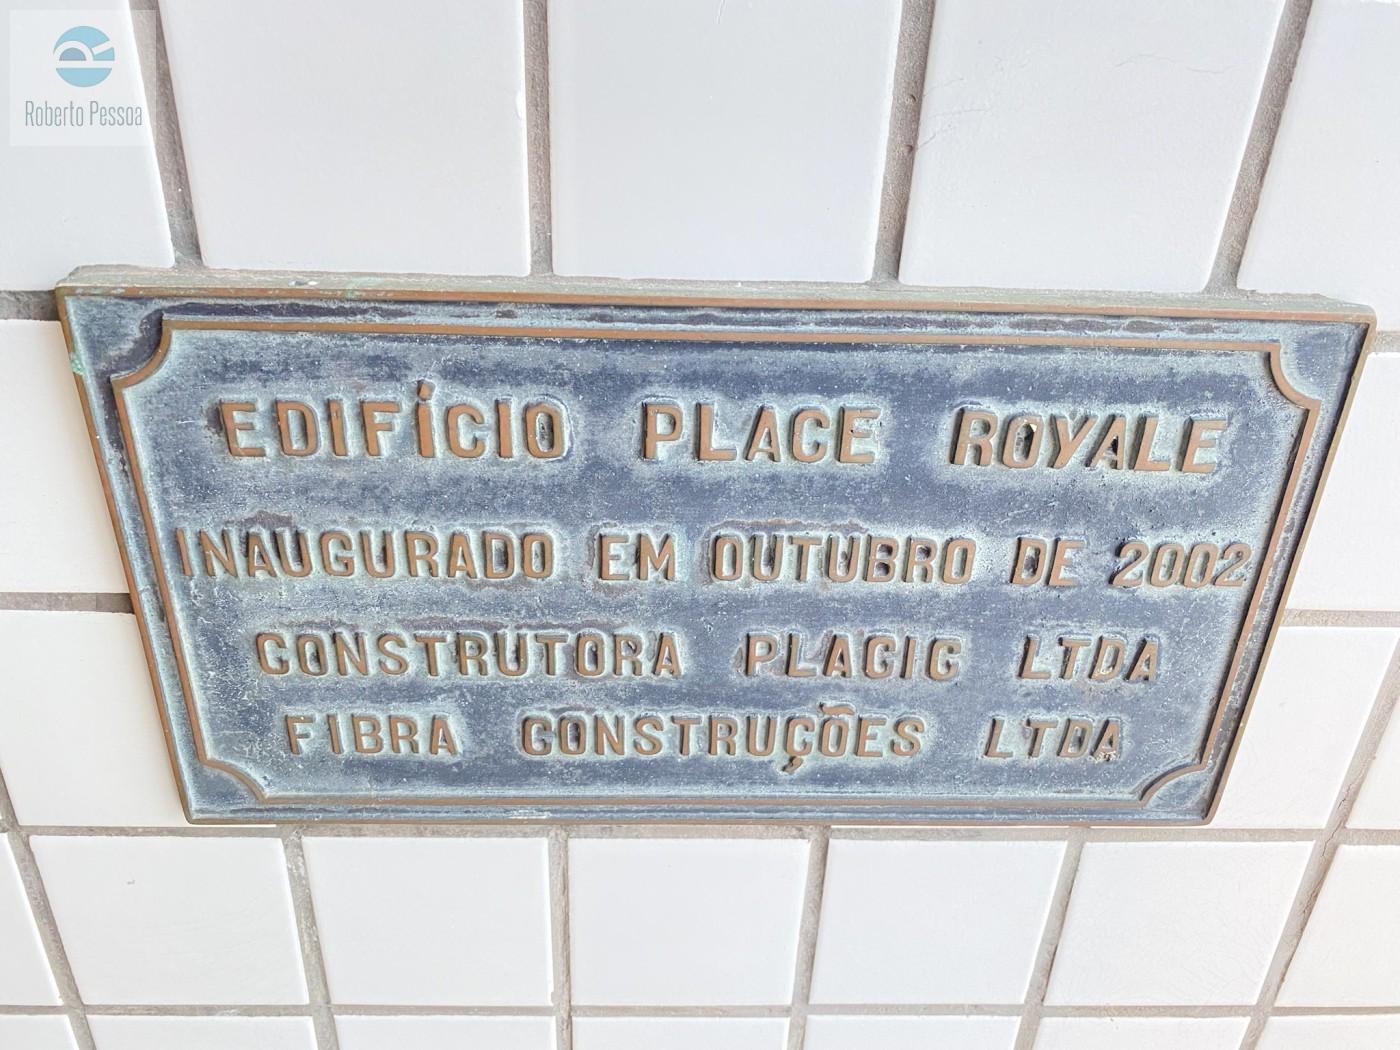 Roberto Pessoa
EDIFÍCIO PLACE ROYALE
INAUGURADO EM OUTUBRO DE 2002
CONSTRUTORA PLACIC LTDA
FIBRA CONSTRUÇÕES LTDA